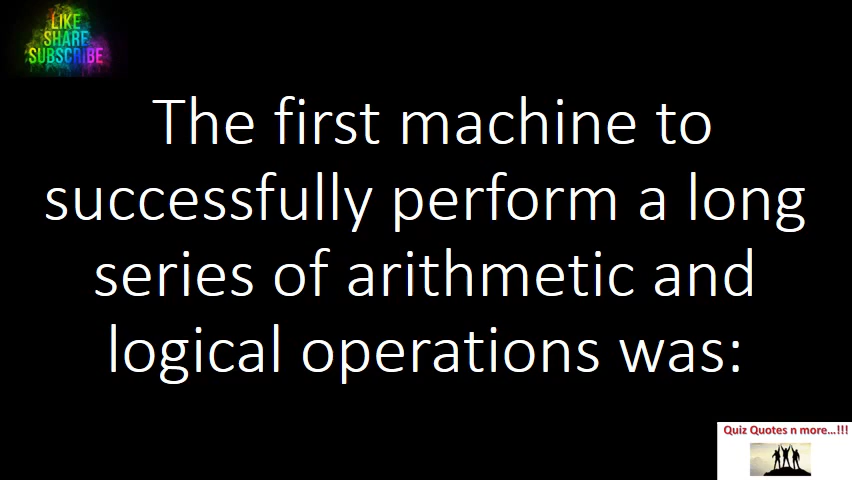 LIKE
SHARE
SUBSCRIBE
The first machine to
successfully perform a long
series of arithmetic and
logical operations was:
Quiz Quotes n more...!!!